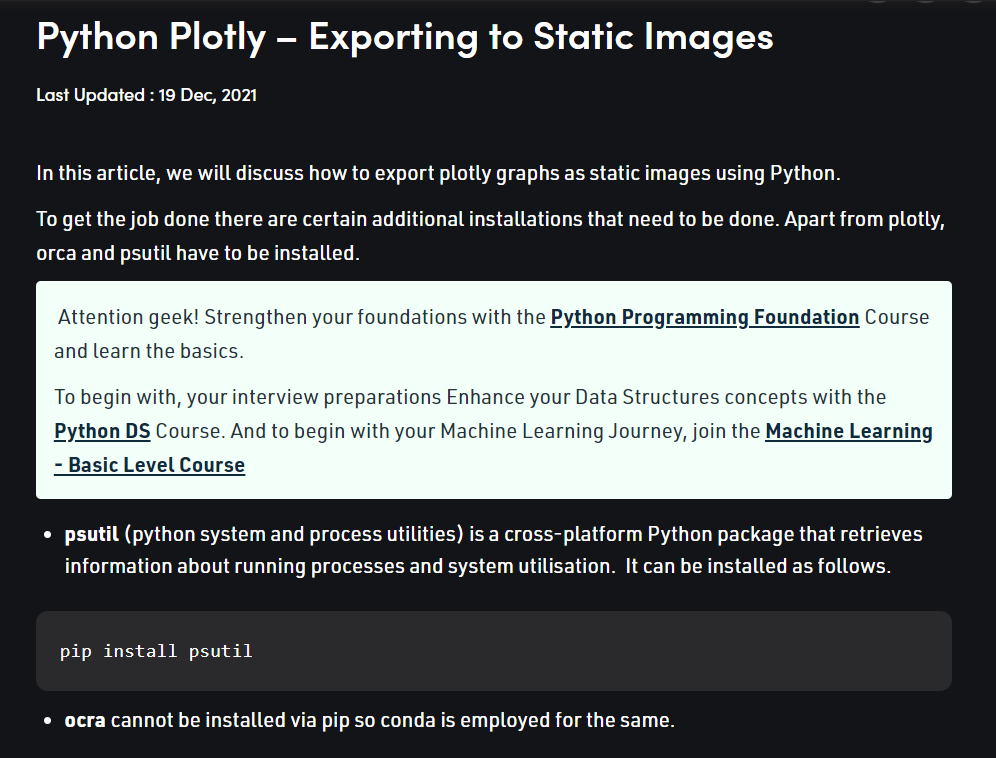 Python Plotly – Exporting to Static Images
Last Updated : 19 Dec, 2021
In this article, we will discuss how to export plotly graphs as static images using Python.
To get the job done there are certain additional installations that need to be done. Apart from plotly,
orca and psutil have to be installed.
Attention geek! Strengthen your foundations with the Python Programming Foundation Course
and learn the basics.
To begin with, your interview preparations Enhance your Data Structures concepts with the
Python DS Course. And to begin with your Machine Learning Journey, join the Machine Learning
- Basic Level Course
• psutil (python system and process utilities) is a cross-platform Python package that retrieves
information about running processes and system utilisation.  It can be installed as follows.
pip install psutil
• ocra cannot be installed via pip so conda is employed for the same.